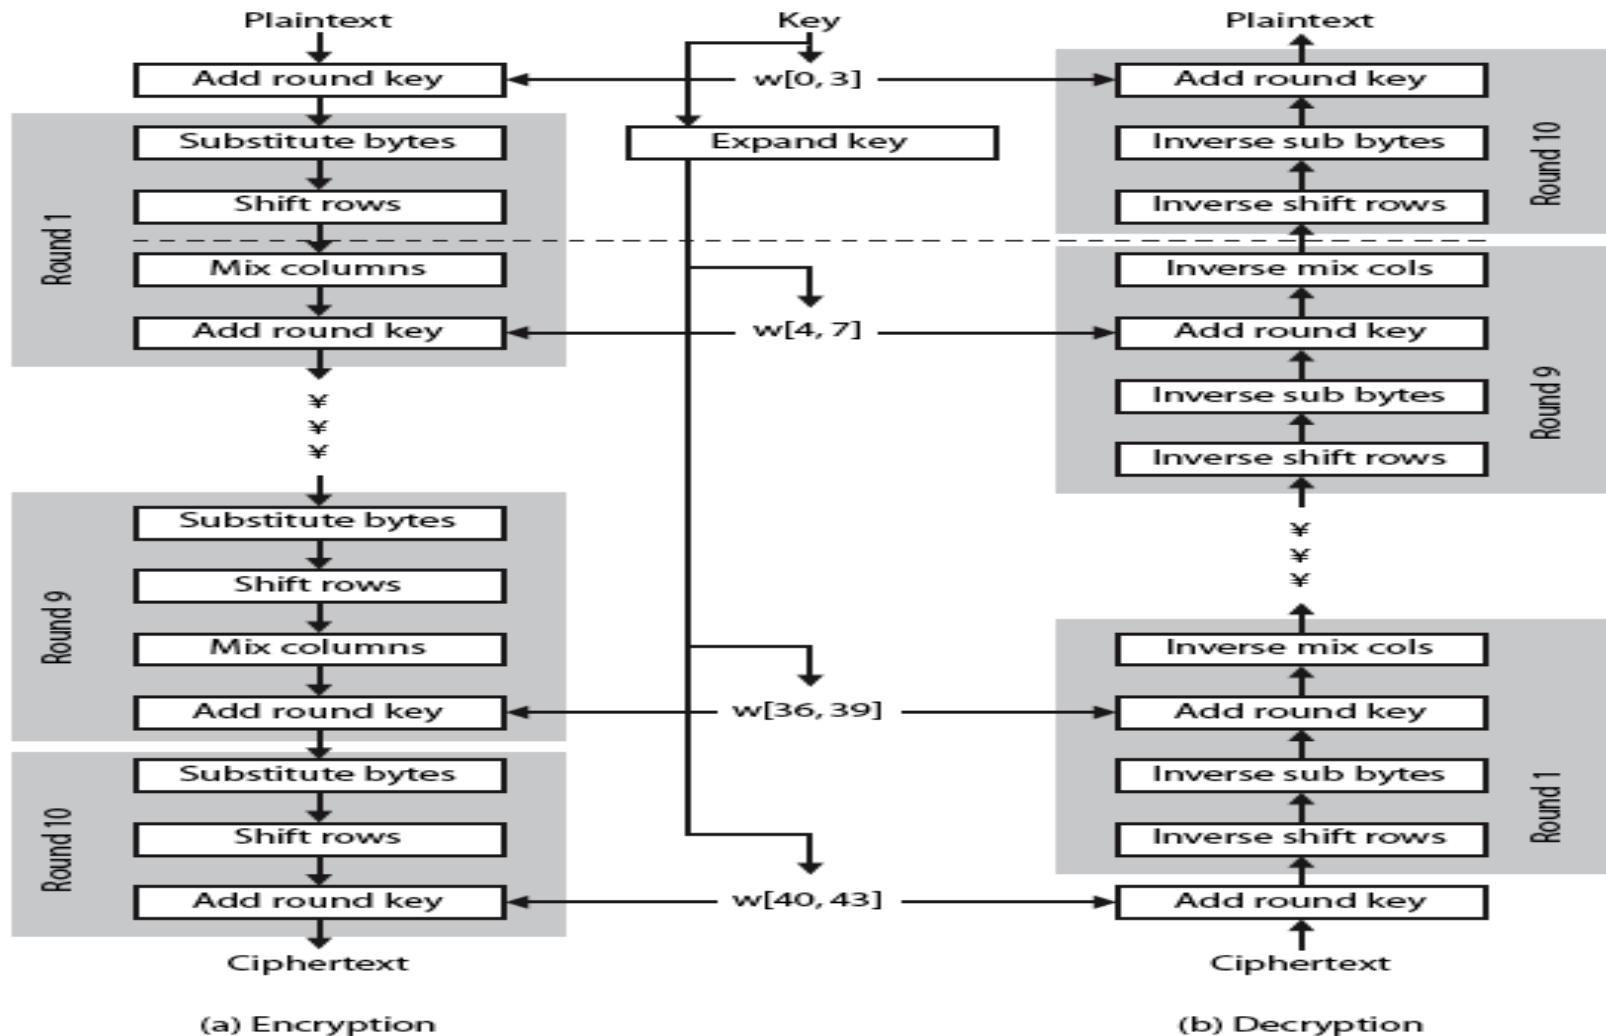 Plaintext
Add round key
Round 1
Substitute bytes
Shift rows
Mix columns
Add round key
¥
¥
¥
Round 9
Substitute bytes
Shift rows
Mix columns
Add round key
Round 10
Substitute bytes
Shift rows
Add round key
Ciphertext
(a) Encryption
Key
w[0, 3]
Expand key
w[4, 7]
w[36, 39]
w[40, 43]
Plaintext
Add round key
Inverse sub bytes
Inverse shift rows
Round 10
Inverse mix cols
Add round key
Inverse sub bytes
Inverse shift rows
Round 9
¥
¥
¥
Inverse mix cols
Add round key
Inverse sub bytes
Inverse shift rows
Round 1
Add round key
Ciphertext
(b) Decryption